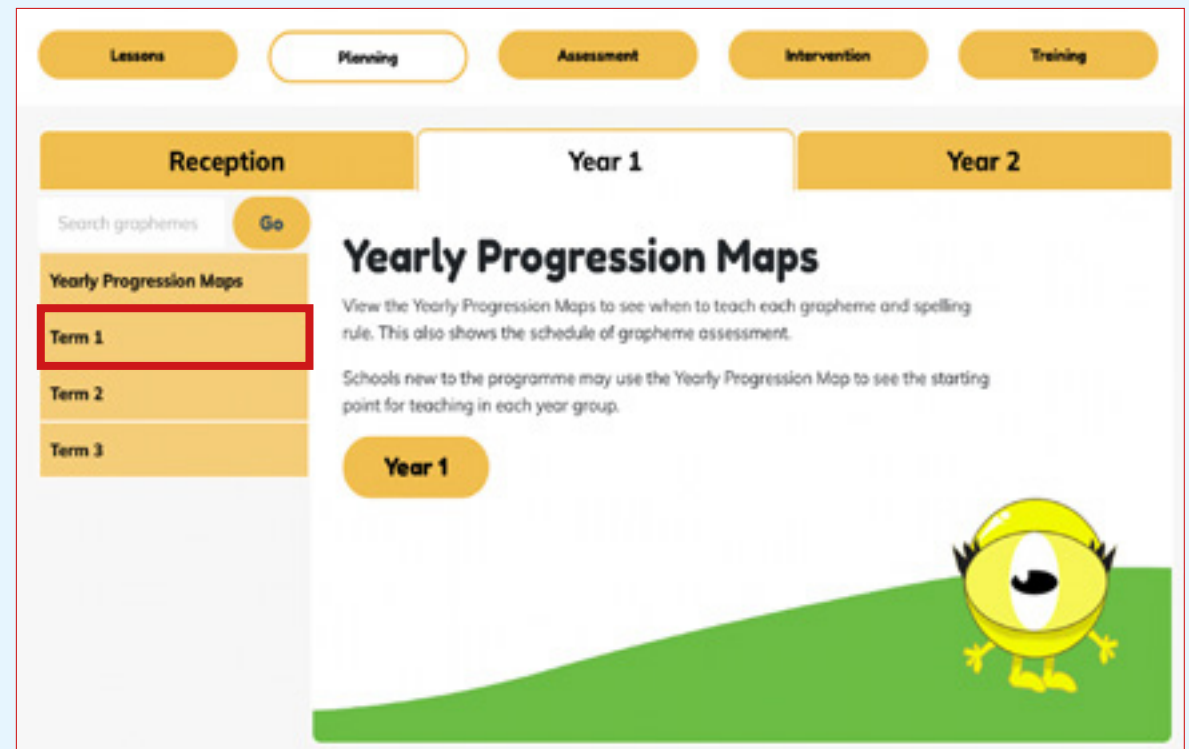 Lessons
Planning
Assessment
Intervention
Training
Reception
Year 1
Year 2
Search graphemes
Go
Yearly Progression Maps
Term 1
Term 2
Term 3
Yearly Progression Maps
View the Yearly Progression Maps to see when to teach each grapheme and spelling
rule. This also shows the schedule of grapheme assessment.
Schools new to the programme may use the Yearly Progression Map to see the starting
point for teaching in each year group.
Year 1